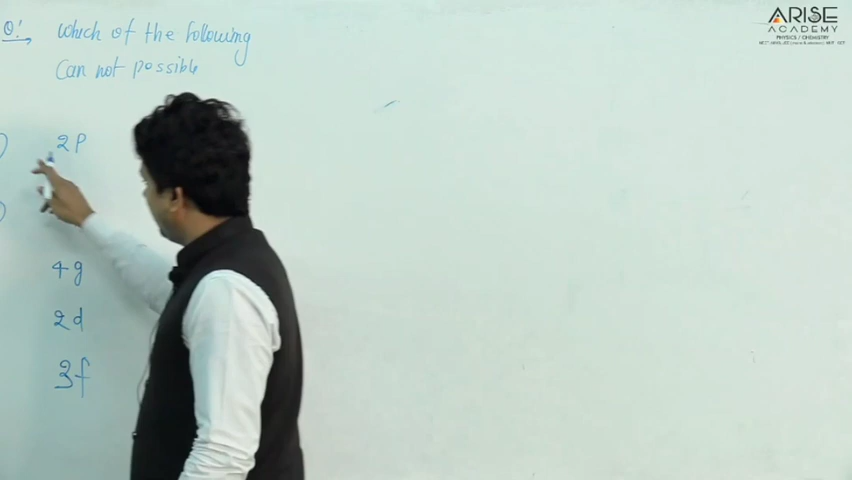 Q:→ Which of the following
Can not possible
2p
4g
2d
3f
ARISE
ACADEMY
PHYSICS / CHEMISTRY